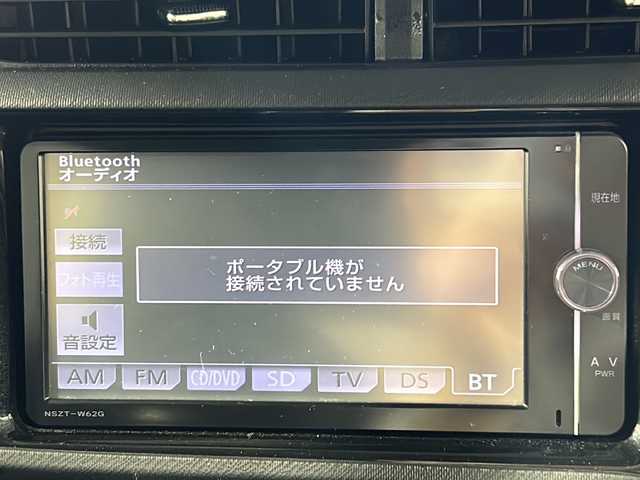 Bluetooth
オーディオ
接続
フォト再生
音設定
ポータブル機が
接続されていません
AM FM CD/DVD SD TV DS BT
NSZT-W62G
現在地
MENU
画質
AV
PWR